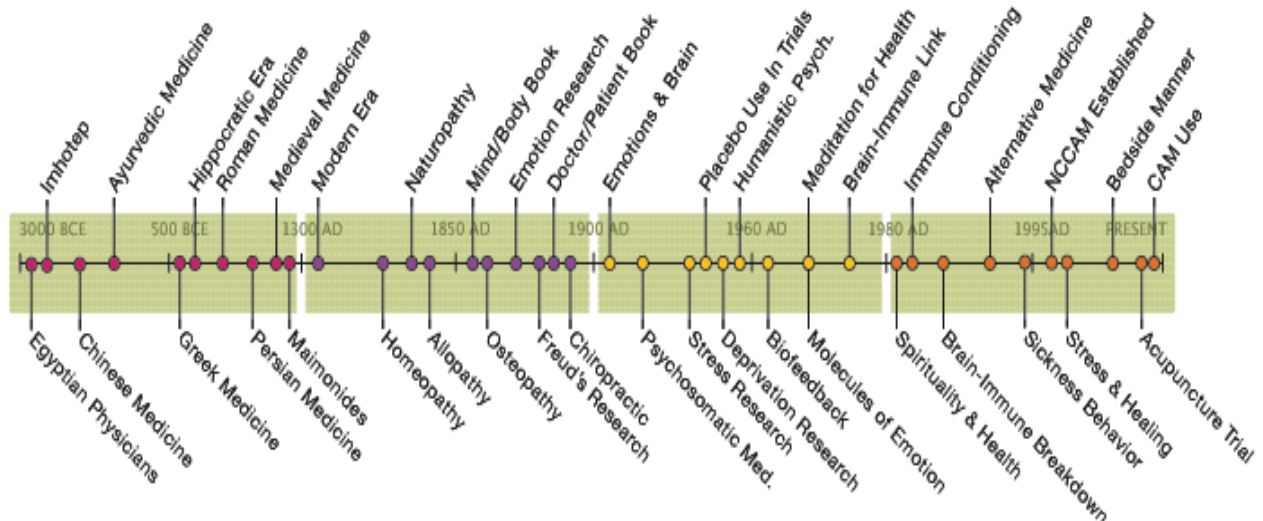 Imhotep
Ayurvedic Medicine
Hippocratic Era
Roman Medicine
Medieval Medicine
Modern Era
Naturopathy
Mind/Body Book
Emotion Research
Doctor/Patient Book
Emotions & Brain
Placebo Use In Trials
Humanistic Psych.
Meditation for Health
Brain-Immune Link
Immune Conditioning
Alternative Medicine
NCCAM Established
Bedside Manner
CAM Use
3000 BCE
500 BCE
1300 AD
1850 AD
1900 AD
1960 AD
1980 AD
1995AD
PRESENT
Egyptian Physicians
Chinese Medicine
Greek Medicine
Persian Medicine
Maimonides
Homeopathy
Allopathy
Osteopathy
Freud's Research
Chiropractic
Psychosomatic Med.
Stress Research
Deprivation Research
Biofeedback
Molecules of Emotion
Spirituality & Health
Brain-Immune Breakdown
Sickness Behavior
Stress & Healing
Acupuncture Trial